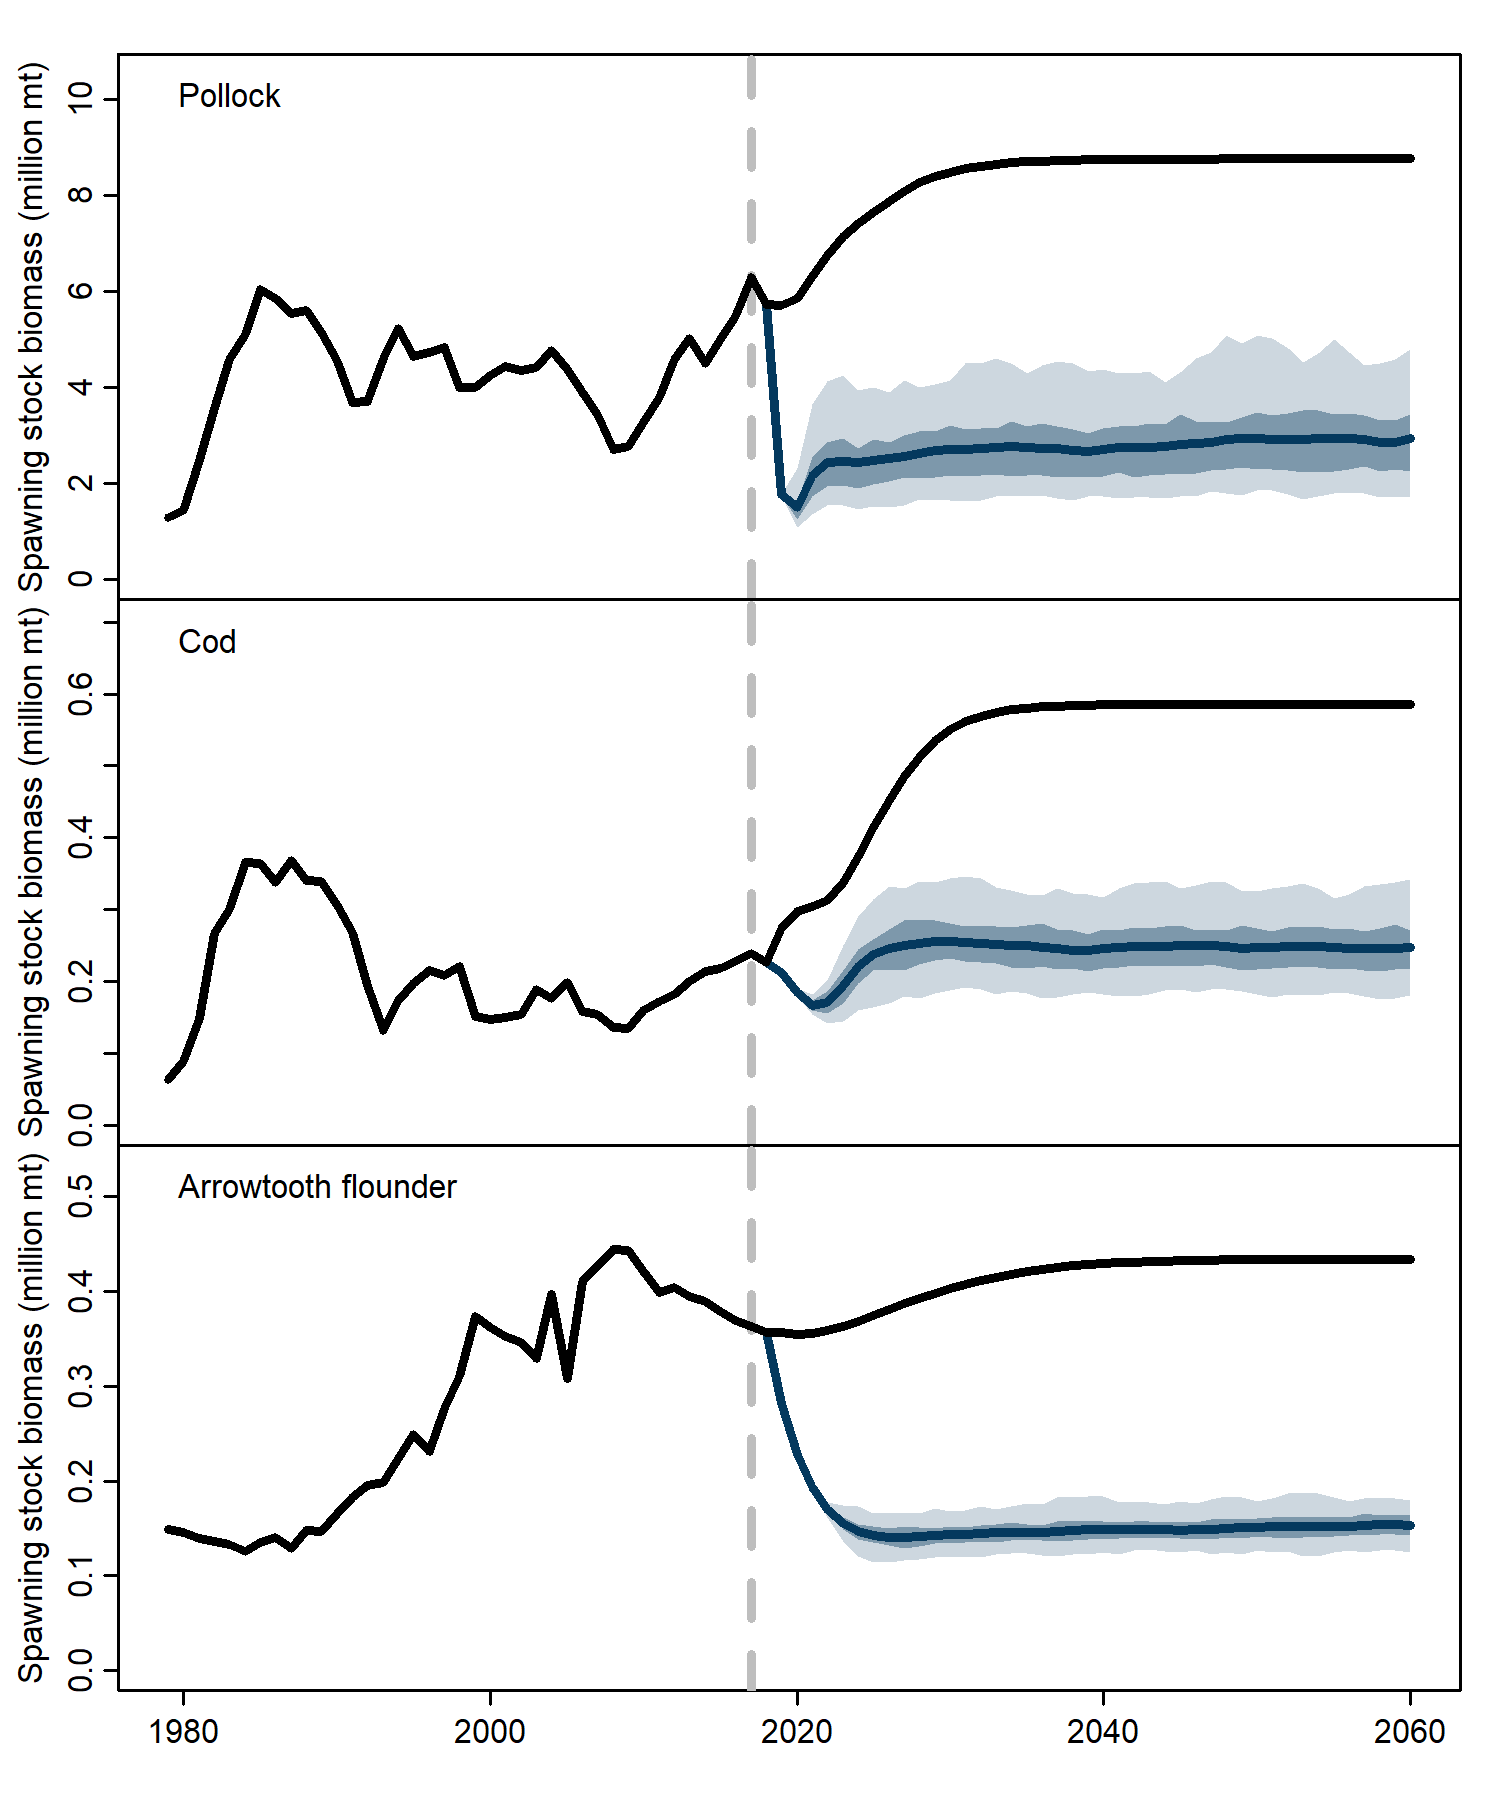 Spawning stock biomass (million mt)
10
8
6
4
2
0
Pollock
Spawning stock biomass (million mt)
0.6
0.4
0.2
0.0
Cod
Spawning stock biomass (million mt)
0.5
0.4
0.3
0.2
0.1
0.0
Arrowtooth flounder
1980 2000 2020 2040 2060